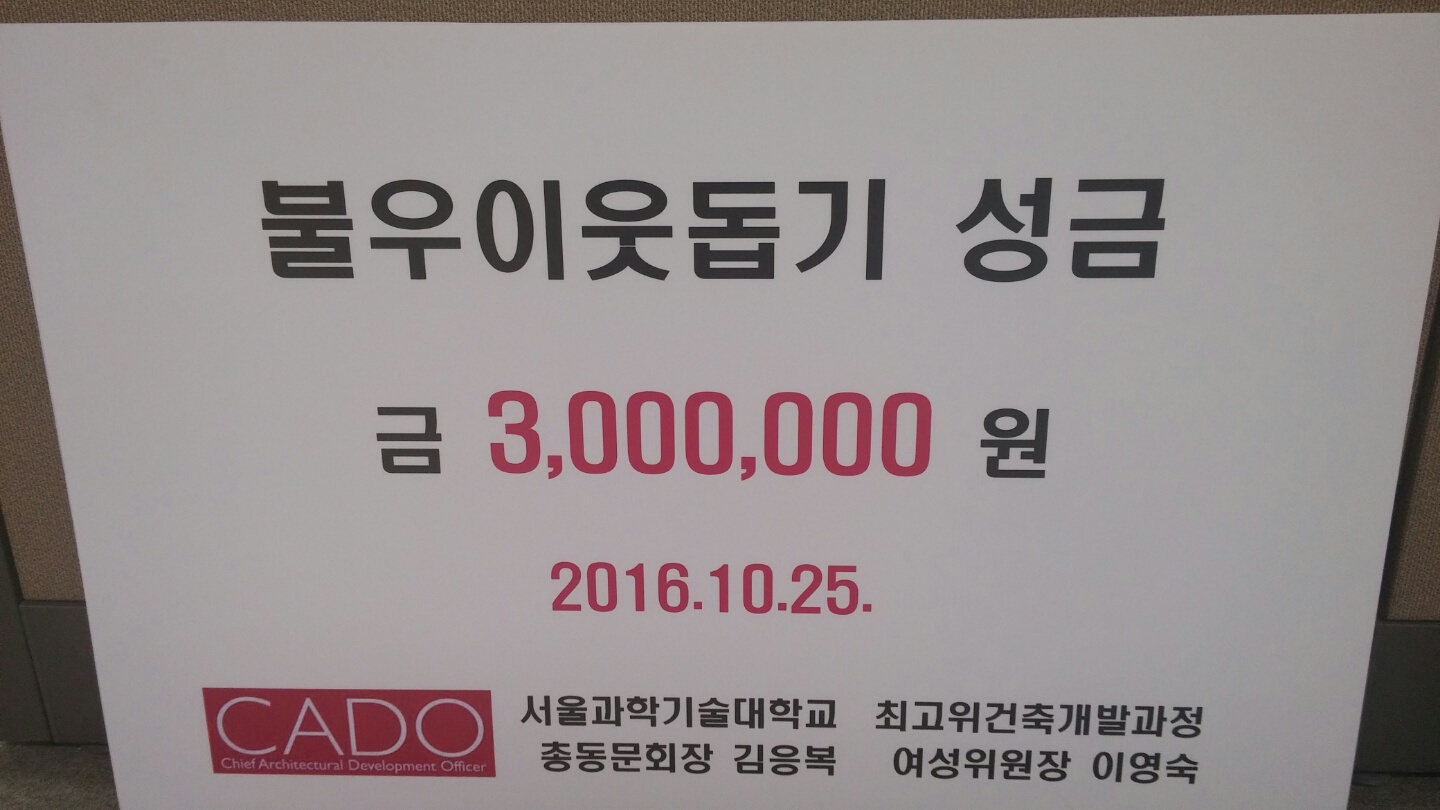 불우이웃돕기 성금
금 3,000,000 원
2016.10.25.
CADO
Chief Architectural Development Officer
서울과학기술대학교 최고위건축개발과정
총동문회장 김응복 여성위원장 이영숙